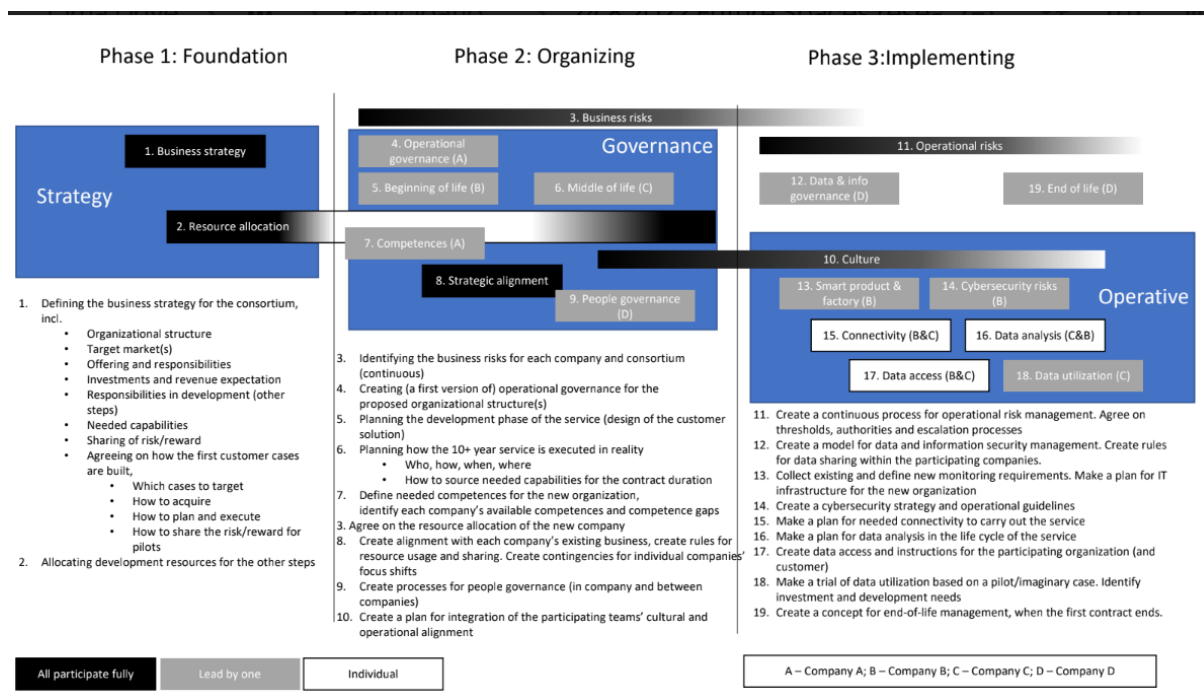 Phase 1: Foundation
Phase 2: Organizing
Phase 3:Implementing
3. Business risks
Strategy
1. Business strategy
2. Resource allocation
Governance
4. Operational
governance (A)
5. Beginning of life (B)
6. Middle of life (C)
7. Competences (A)
8. Strategic alignment
9. People governance
(D)
11. Operational risks
12. Data & info
governance (D)
19. End of life (D)
10. Culture
Operative
13. Smart product &
factory (B)
14. Cybersecurity risks
(B)
15. Connectivity (B&C)
16. Data analysis (C&B)
17. Data access (B&C)
18. Data utilization (C)
1. Defining the business strategy for the consortium,
incl.
• Organizational structure
• Target market(s)
• Offering and responsibilities
• Investments and revenue expectation
• Responsibilities in development (other
steps)
• Needed capabilities
• Sharing of risk/reward
• Agreeing on how the first customer cases
are built,
• Which cases to target
• How to acquire
• How to plan and execute
• How to share the risk/reward for
pilots
2. Allocating development resources for the other steps
3. Identifying the business risks for each company and consortium
(continuous)
4. Creating (a first version of) operational governance for the
proposed organizational structure(s)
5. Planning the development phase of the service (design of the customer
solution)
6. Planning how the 10+ year service is executed in reality
• Who, how, when, where
• How to source needed capabilities for the contract duration
7. Define needed competences for the new organization,
identify each company's available competences and competence gaps
3. Agree on the resource allocation of the new company
8. Create alignment with each company's existing business, create rules for
resource usage and sharing. Create contingencies for individual companies'
focus shifts
9. Create processes for people governance (in company and between
companies)
10. Create a plan for integration of the participating teams' cultural and
operational alignment
11. Create a continuous process for operational risk management. Agree on
thresholds, authorities and escalation processes
12. Create a model for data and information security management. Create rules
for data sharing within the participating companies.
13. Collect existing and define new monitoring requirements. Make a plan for IT
infrastructure for the new organization
14. Create a cybersecurity strategy and operational guidelines
15. Make a plan for needed connectivity to carry out the service
16. Make a plan for data analysis in the life cycle of the service
17. Create data access and instructions for the participating organization (and
customer)
18. Make a trial of data utilization based on a pilot/imaginary case. Identify
investment and development needs
19. Create a concept for end-of-life management, when the first contract ends.
All participate fully
Lead by one
Individual
A – Company A; B – Company B; C – Company C; D – Company D